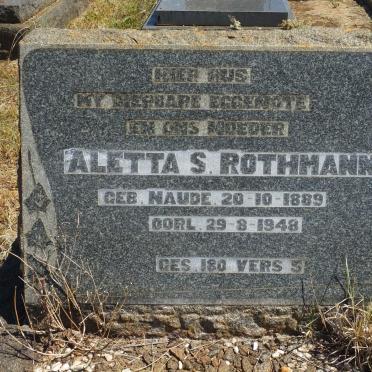 HIER RUS
MY DIERBARE EGGENOTE
EN ONS MOEDER
ALETTA S. ROTHMANN
GEB. NAUDE. 20-10-1889
OORL. 29-8-1948
GES. 180 VERS 5